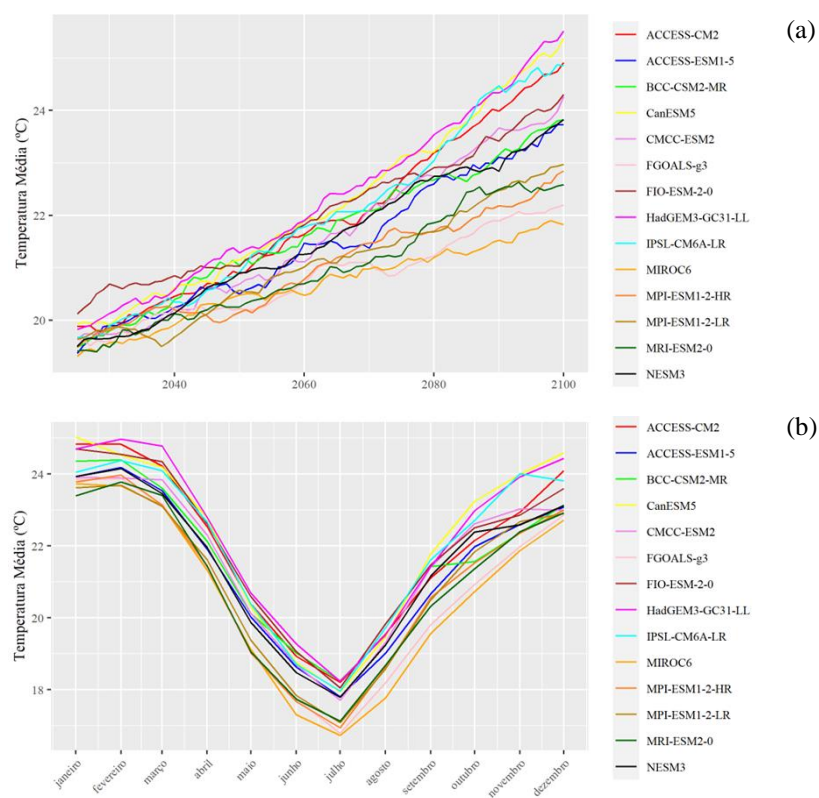 (a)
ACCESS-CM2
ACCESS-ESM1-5
BCC-CSM2-MR
CanESM5
CMCC-ESM2
FGOALS-g3
FIO-ESM-2-0
HadGEM3-GC31-LL
IPSL-CM6A-LR
MIROC6
MPI-ESM1-2-HR
MPI-ESM1-2-LR
MRI-ESM2-0
NESM3
Temperatura Média (ºC)
24
22
20
2040
2060
2080
2100
(b)
ACCESS-CM2
ACCESS-ESM1-5
BCC-CSM2-MR
CanESM5
CMCC-ESM2
FGOALS-g3
FIO-ESM-2-0
HadGEM3-GC31-LL
IPSL-CM6A-LR
MIROC6
MPI-ESM1-2-HR
MPI-ESM1-2-LR
MRI-ESM2-0
NESM3
Temperatura Média (ºC)
24
22
20
18
janeiro
fevereiro
março
abril
maio
junho
julho
agosto
setembro
outubro
novembro
dezembro